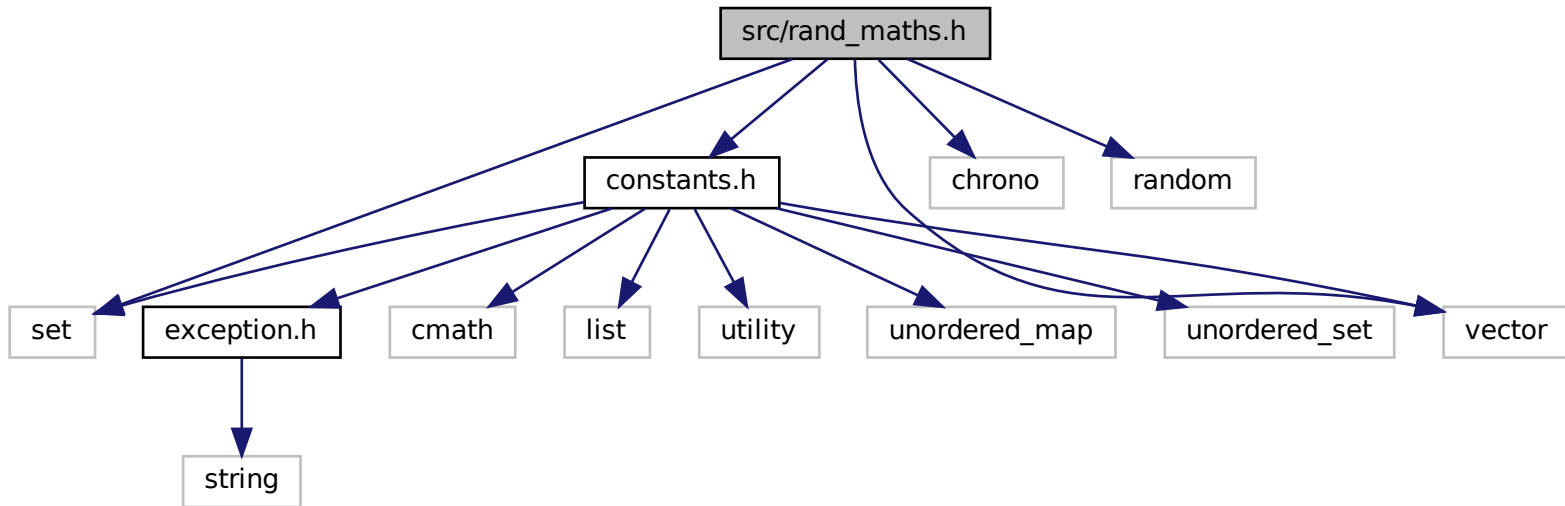 src/rand_maths.h
constants.h
chrono
random
set
exception.h
cmath
list
utility
unordered_map
unordered_set
vector
string